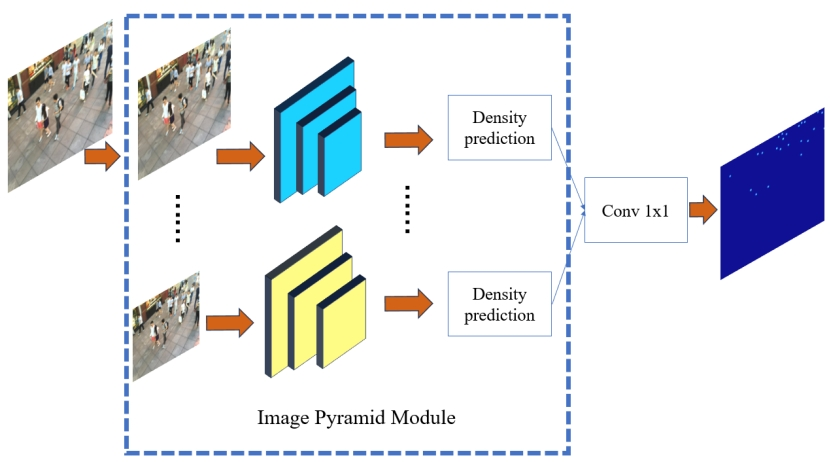 Density
prediction
Conv 1x1
Density
prediction
Image Pyramid Module